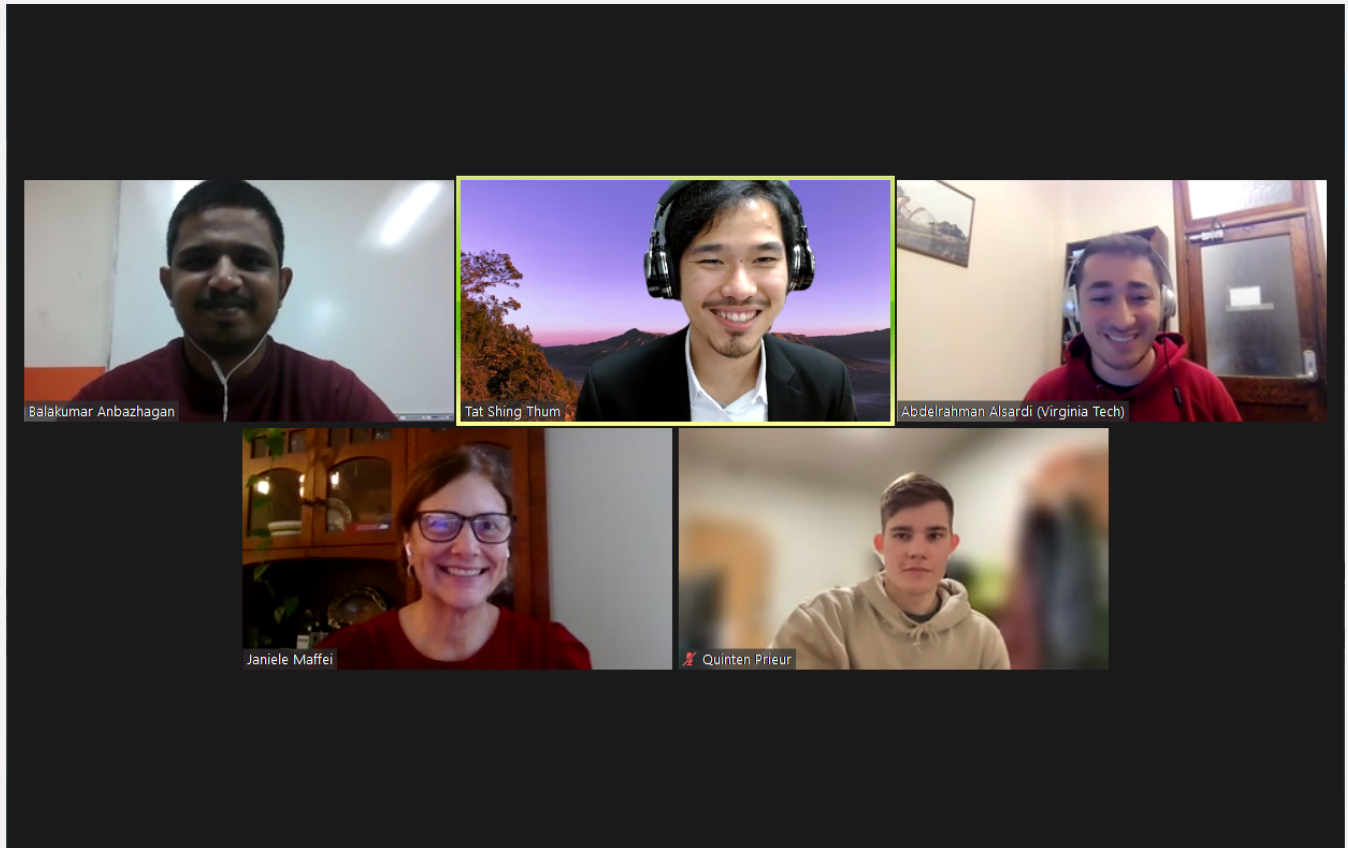 Balakumar Anbazhagan
Tat Shing Thum
Abdelrahman Alsardi (Virginia Tech)
Janiele Maffei
Quinten Prieur